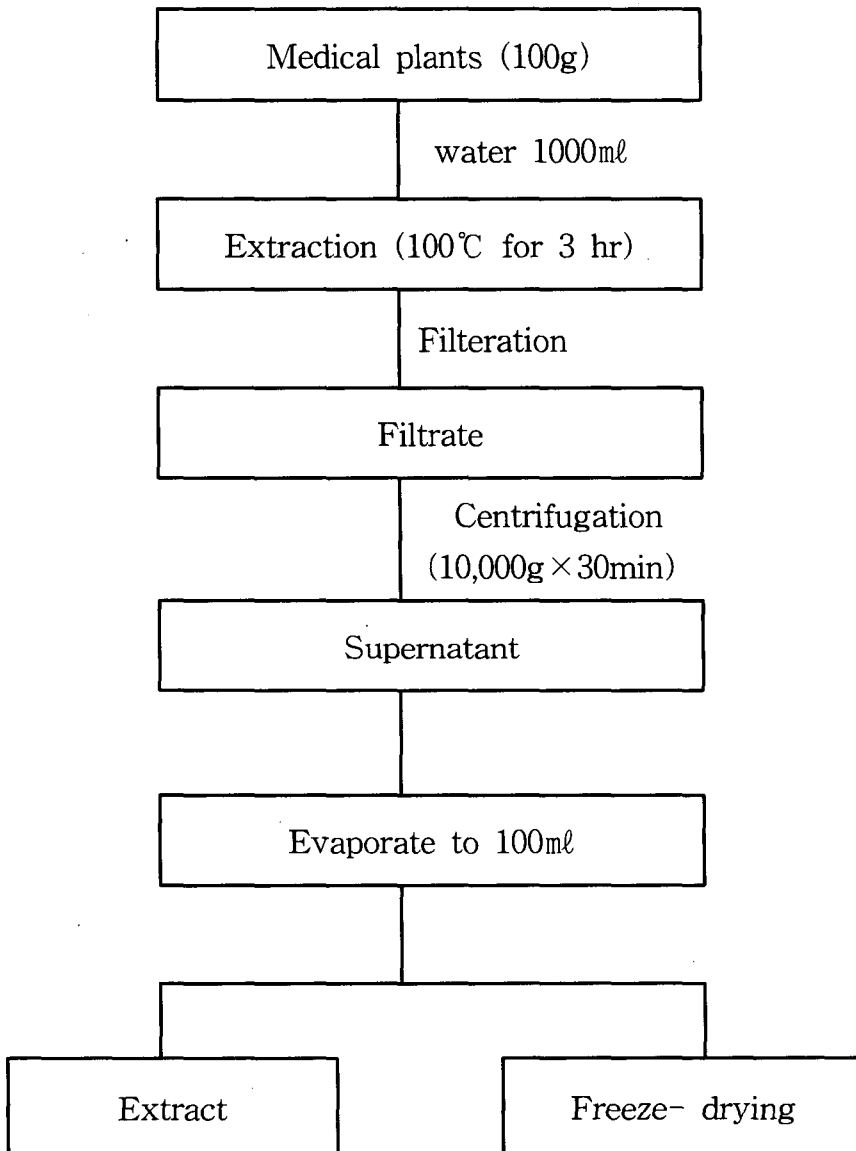 Medical plants (100g)
water 1000㎖
Extraction (100℃ for 3 hr)
Filteration
Filtrate
Centrifugation
(10,000g×30min)
Supernatant
Evaporate to 100㎖
Extract
Freeze- drying